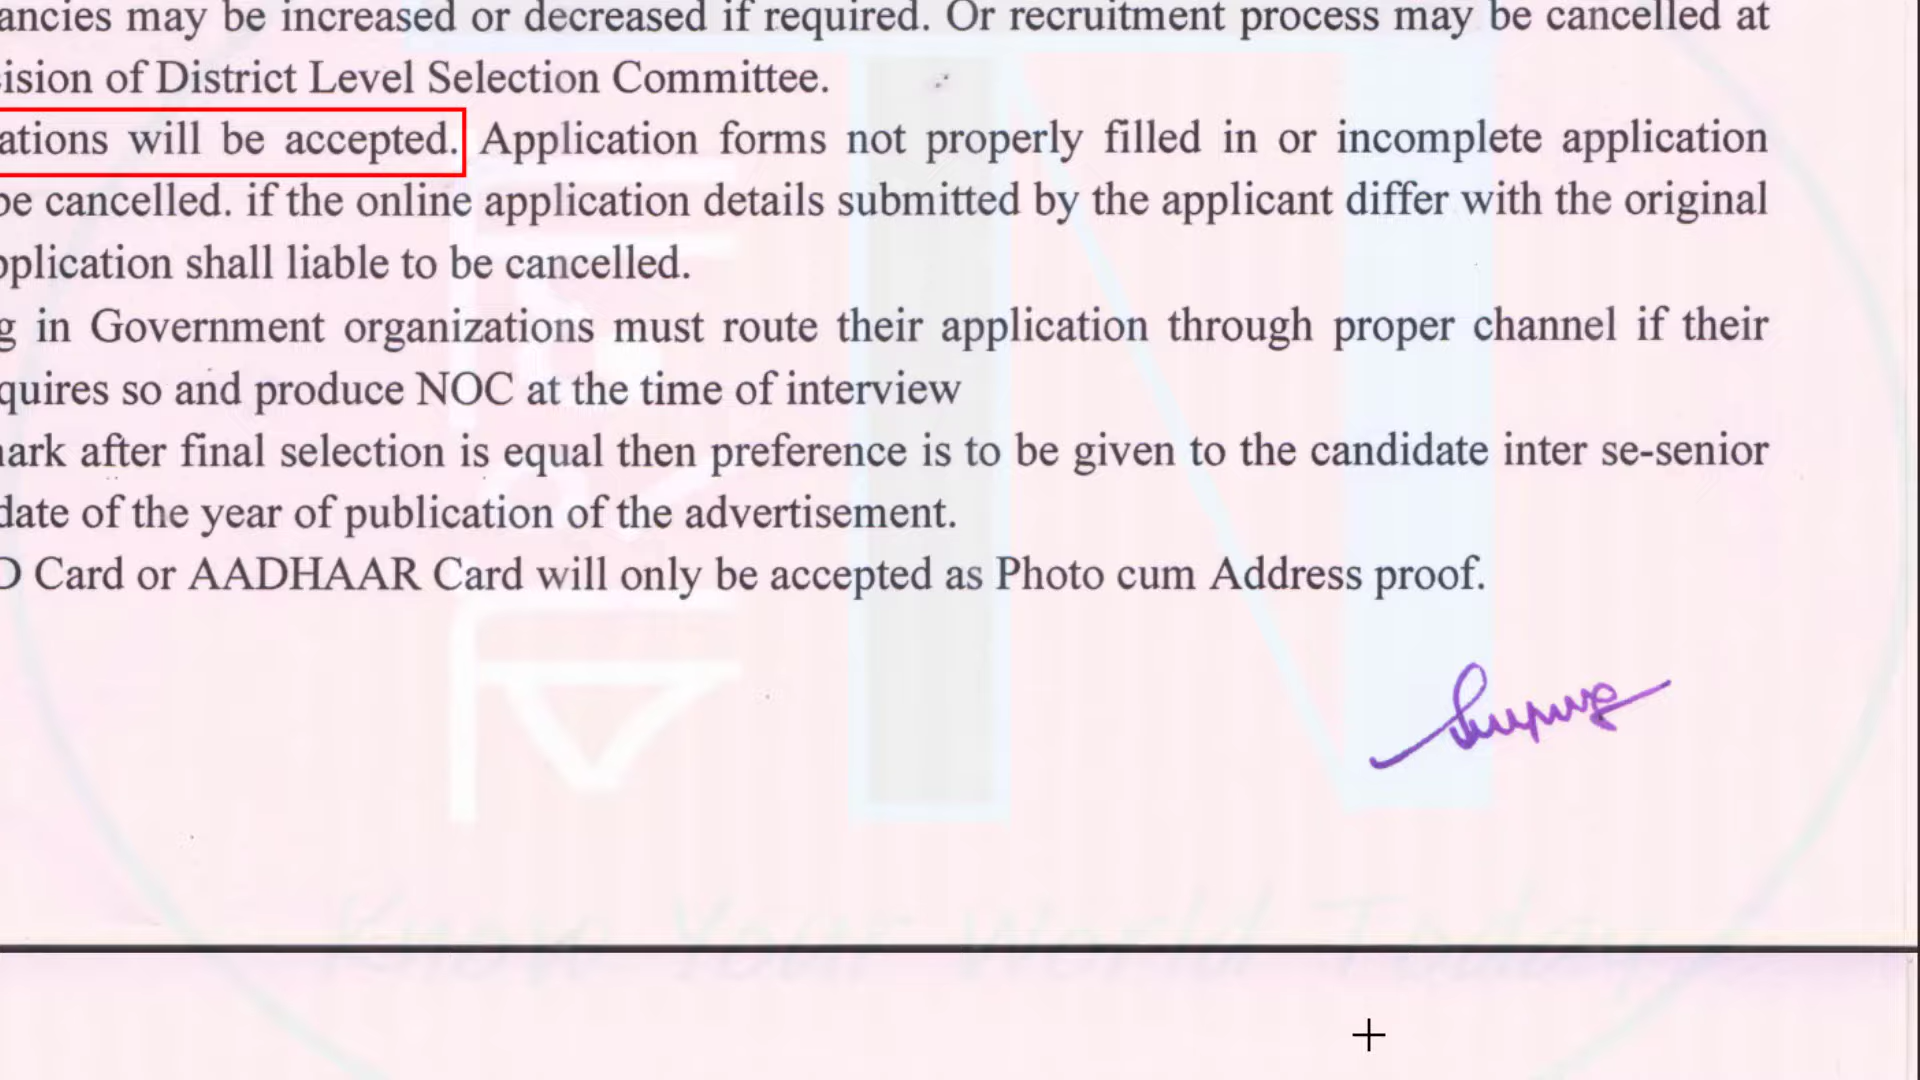 ancies may be increased or decreased if required. Or recruitment process may be cancelled at
ision of District Level Selection Committee.
ations will be accepted. Application forms not properly filled in or incomplete application
be cancelled. if the online application details submitted by the applicant differ with the original
pplication shall liable to be cancelled.
g in Government organizations must route their application through proper channel if their
quires so and produce NOC at the time of interview
ark after final selection is equal then preference is to be given to the candidate inter se-senior
date of the year of publication of the advertisement.
D Card or AADHAAR Card will only be accepted as Photo cum Address proof.
Know Your World Today